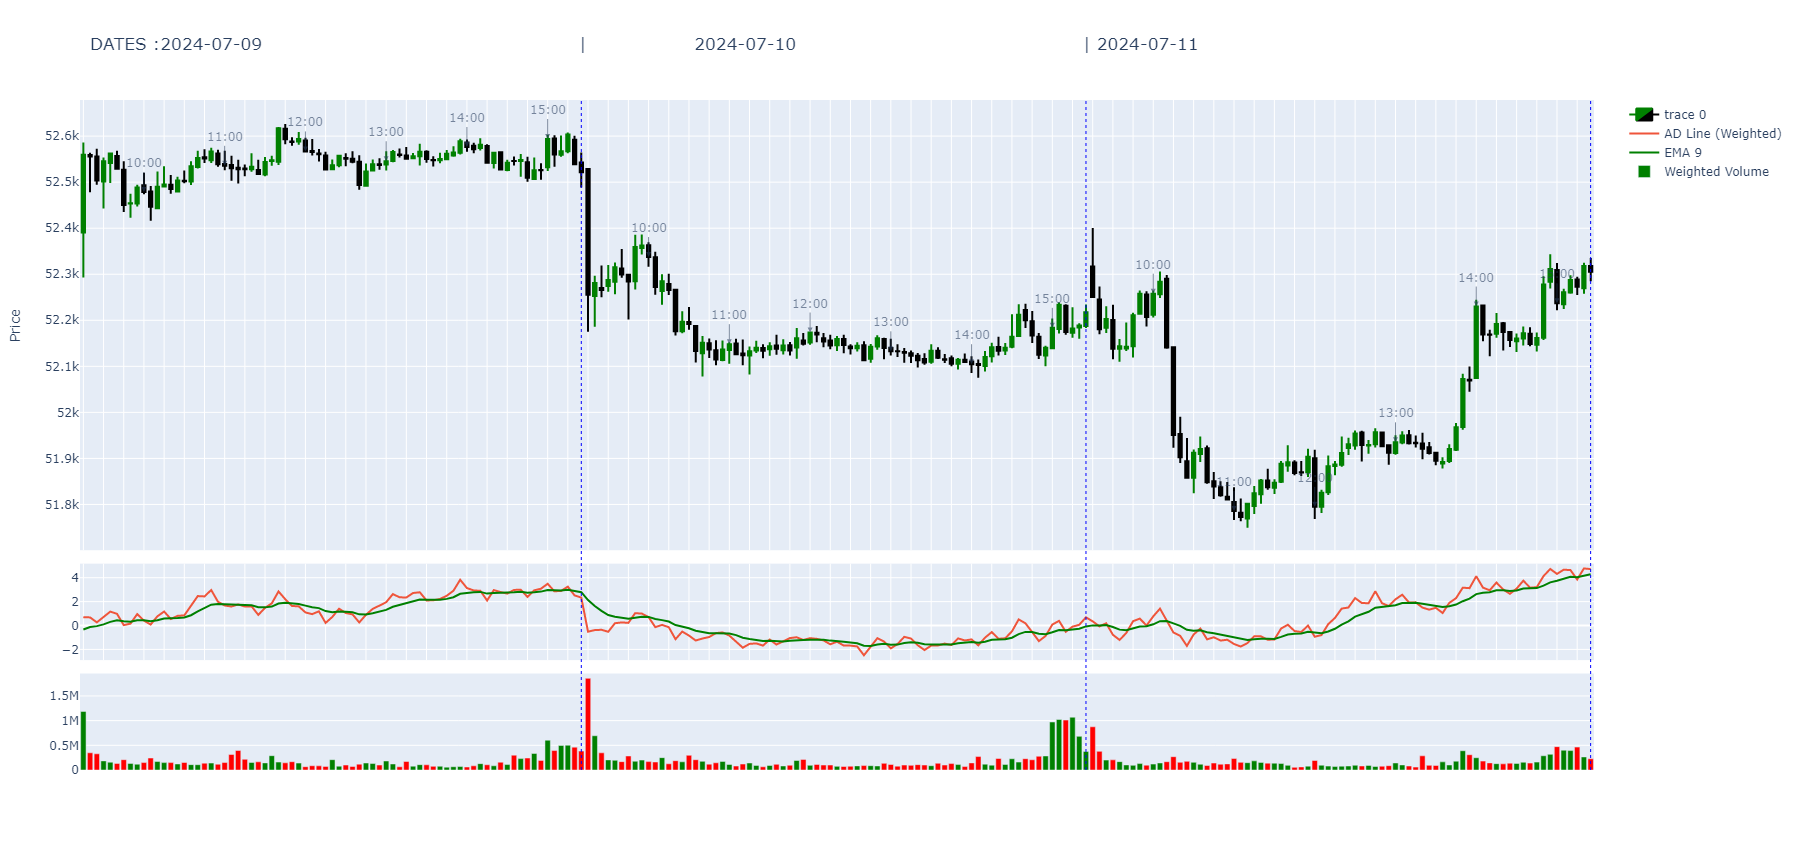 DATES :2024-07-09 | 2024-07-10 | 2024-07-11
trace 0
AD Line (Weighted)
EMA 9
Weighted Volume
Price
52.6k
52.5k
52.4k
52.3k
52.2k
52.1k
52k
51.9k
51.8k
10:00
11:00
12:00
13:00
14:00
15:00
10:00
11:00
12:00
13:00
14:00
15:00
10:00
11:00
12:00
13:00
14:00
4
2
0
−2
1.5M
1M
0.5M
0